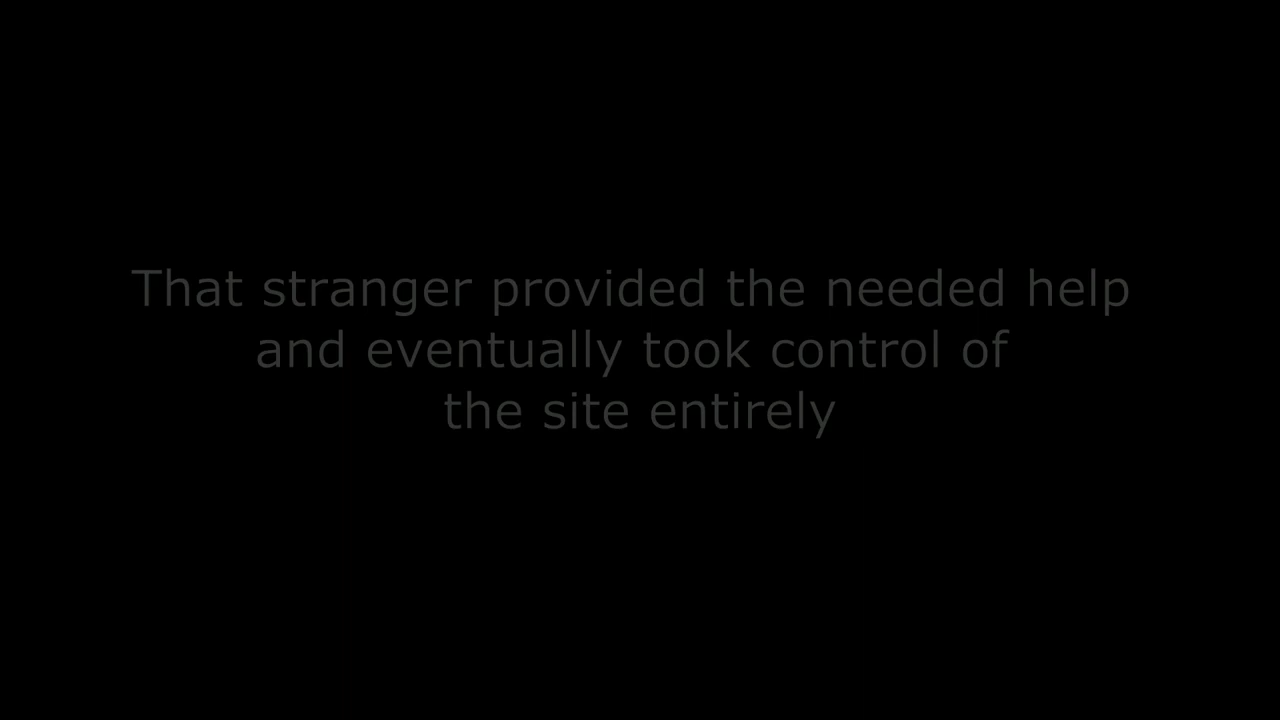 That stranger provided the needed help
and eventually took control of
the site entirely